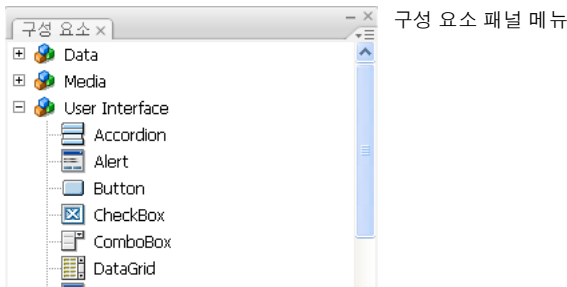 구성 요소
구성 요소 패널 메뉴
Data
Media
User Interface
Accordion
Alert
Button
CheckBox
ComboBox
DataGrid